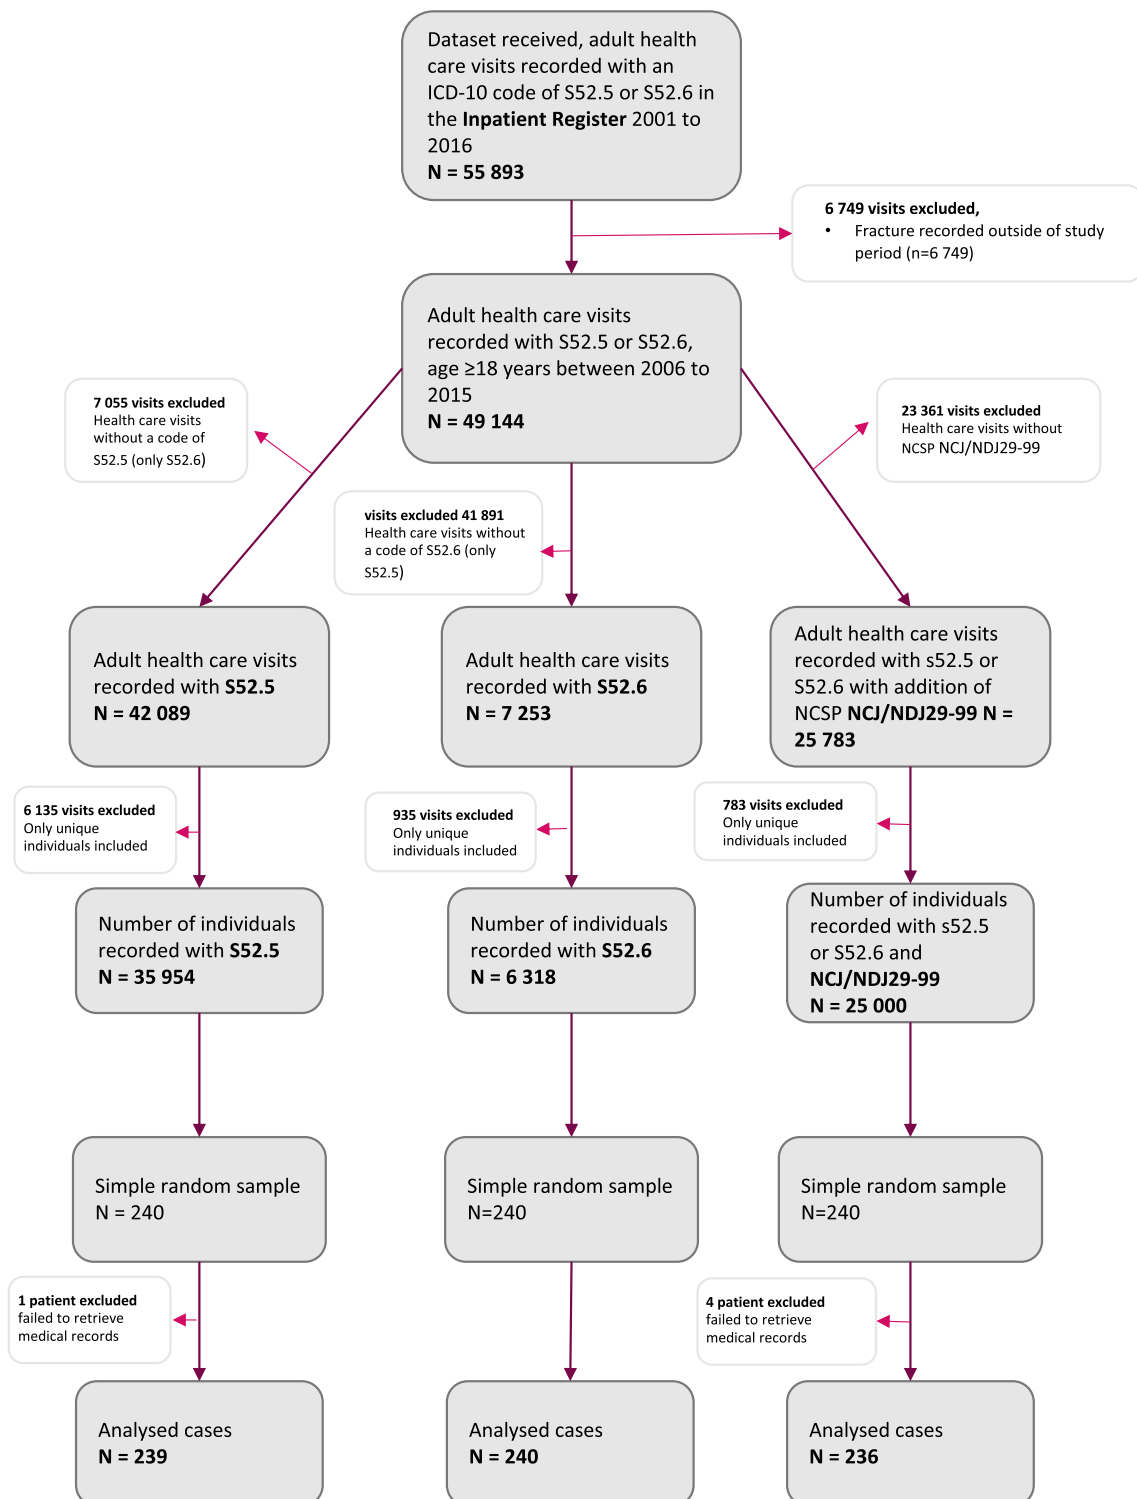 Dataset received, adult health
care visits recorded with an
ICD-10 code of S52.5 or S52.6 in
the Inpatient Register 2001 to
2016
N = 55 893
6 749 visits excluded,
• Fracture recorded outside of study
period (n=6 749)
Adult health care visits
recorded with S52.5 or S52.6,
age ≥18 years between 2006 to
2015
N = 49 144
7 055 visits excluded
Health care visits
without a code of
S52.5 (only S52.6)
23 361 visits excluded
Health care visits without
NCSP NCJ/NDJ29-99
visits excluded 41 891
Health care visits without
a code of S52.6 (only
S52.5)
Adult health care visits
recorded with S52.5
N = 42 089
Adult health care visits
recorded with S52.6
N = 7 253
Adult health care visits
recorded with s52.5 or
S52.6 with addition of
NCSP NCJ/NDJ29-99 N =
25 783
6 135 visits excluded
Only unique
individuals included
935 visits excluded
Only unique
individuals included
783 visits excluded
Only unique
individuals included
Number of individuals
recorded with S52.5
N = 35 954
Number of individuals
recorded with S52.6
N = 6 318
Number of individuals
recorded with s52.5
or S52.6 and
NCJ/NDJ29-99
N = 25 000
Simple random sample
N = 240
Simple random sample
N=240
Simple random sample
N=240
1 patient excluded
failed to retrieve
medical records
4 patient excluded
failed to retrieve
medical records
Analysed cases
N = 239
Analysed cases
N = 240
Analysed cases
N = 236